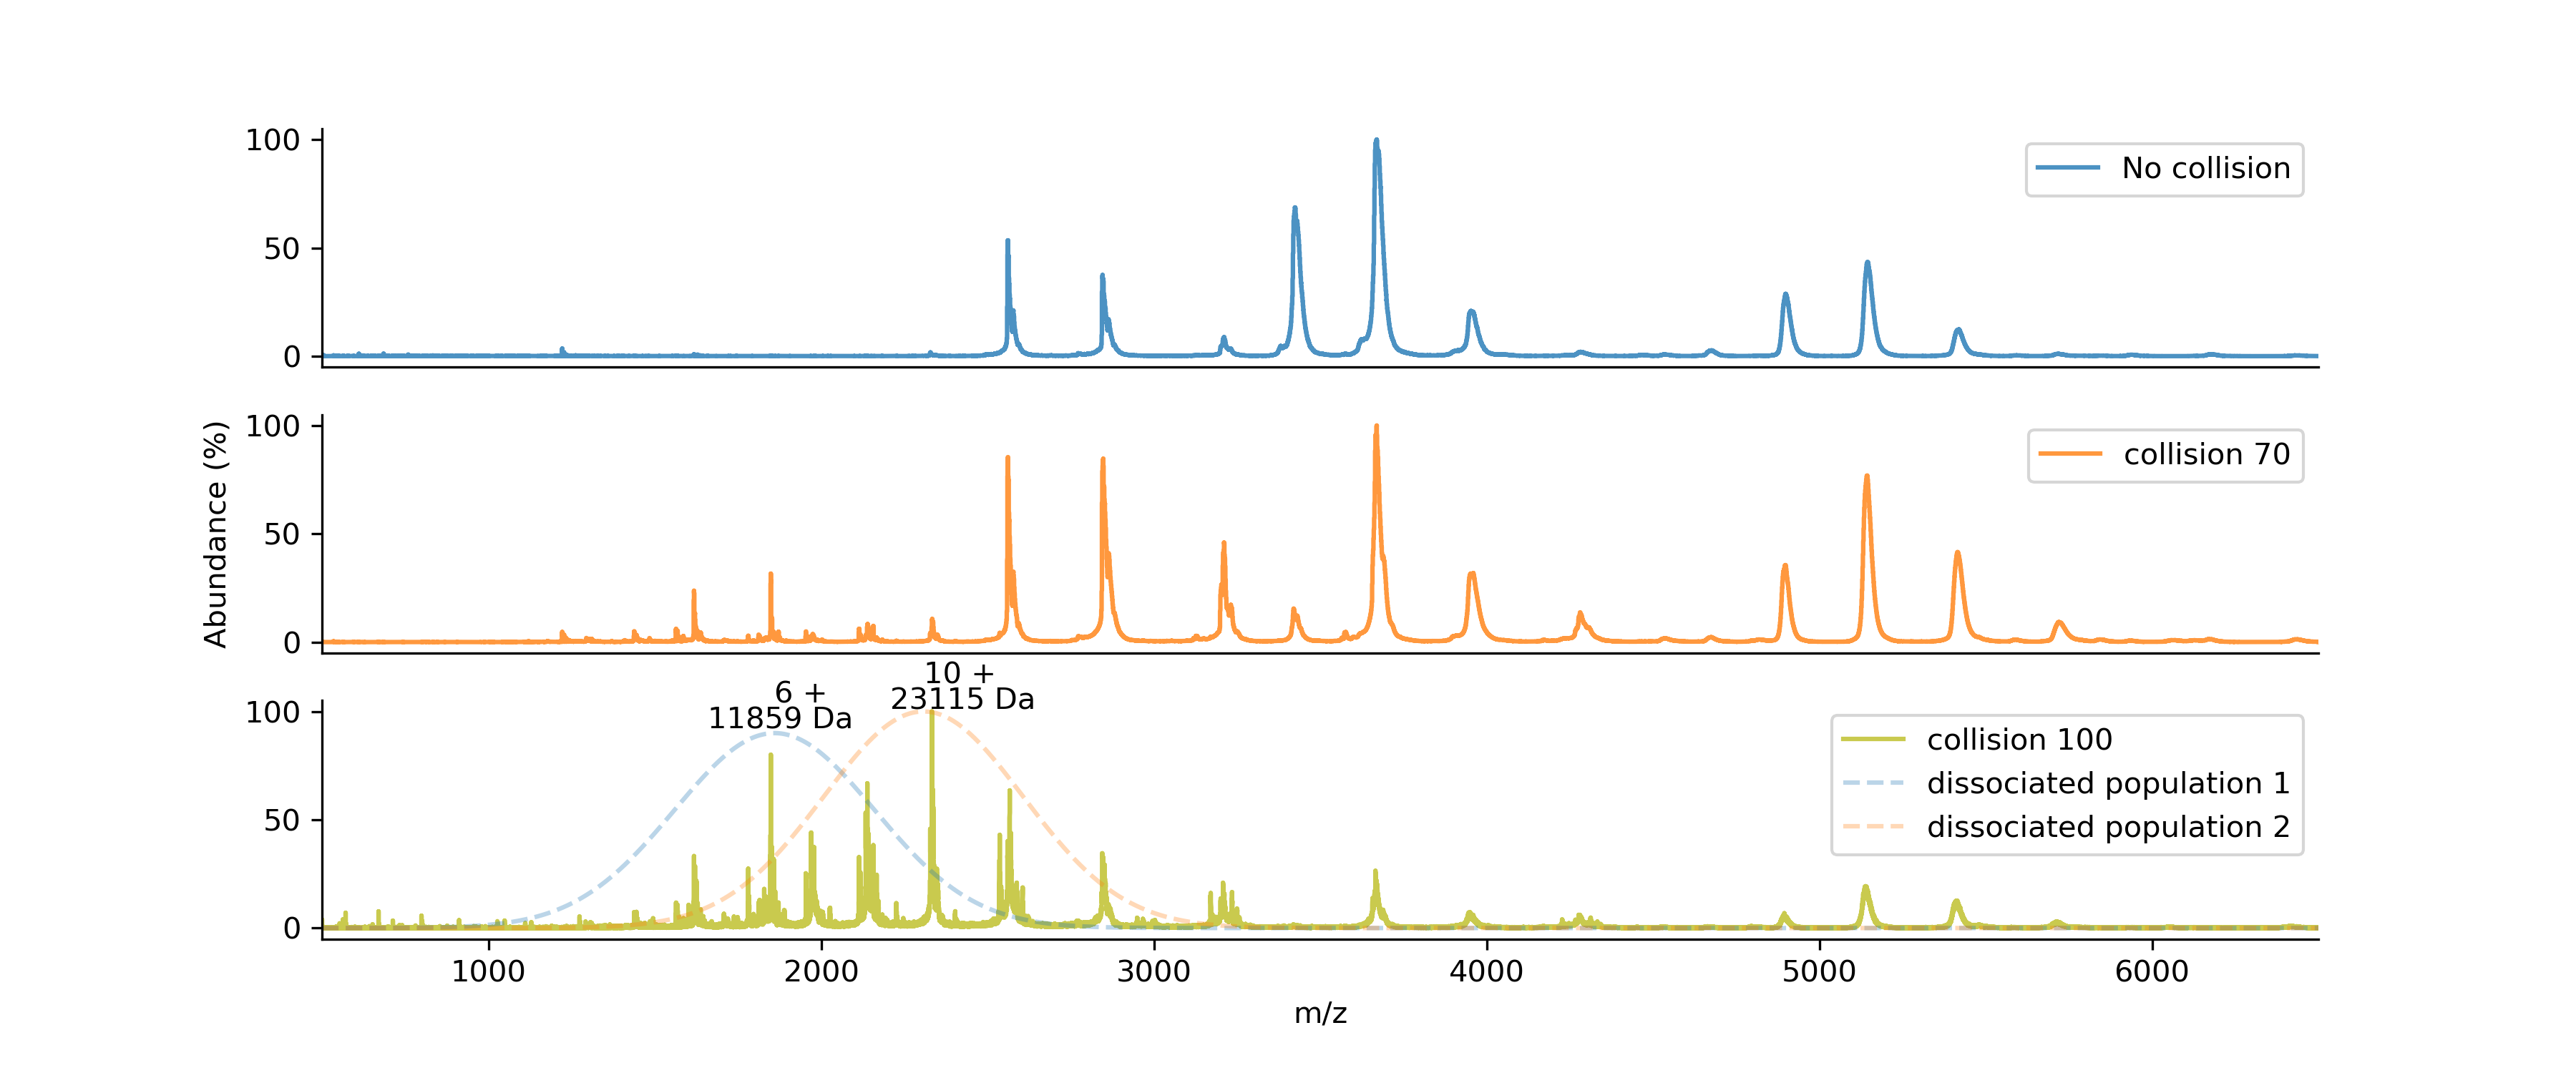 100
50
0
No collision
Abundance (%)
100
50
0
collision 70
10 +
23115 Da
6 +
11859 Da
100
50
0
collision 100
dissociated population 1
dissociated population 2
1000 2000 3000 4000 5000 6000
m/z